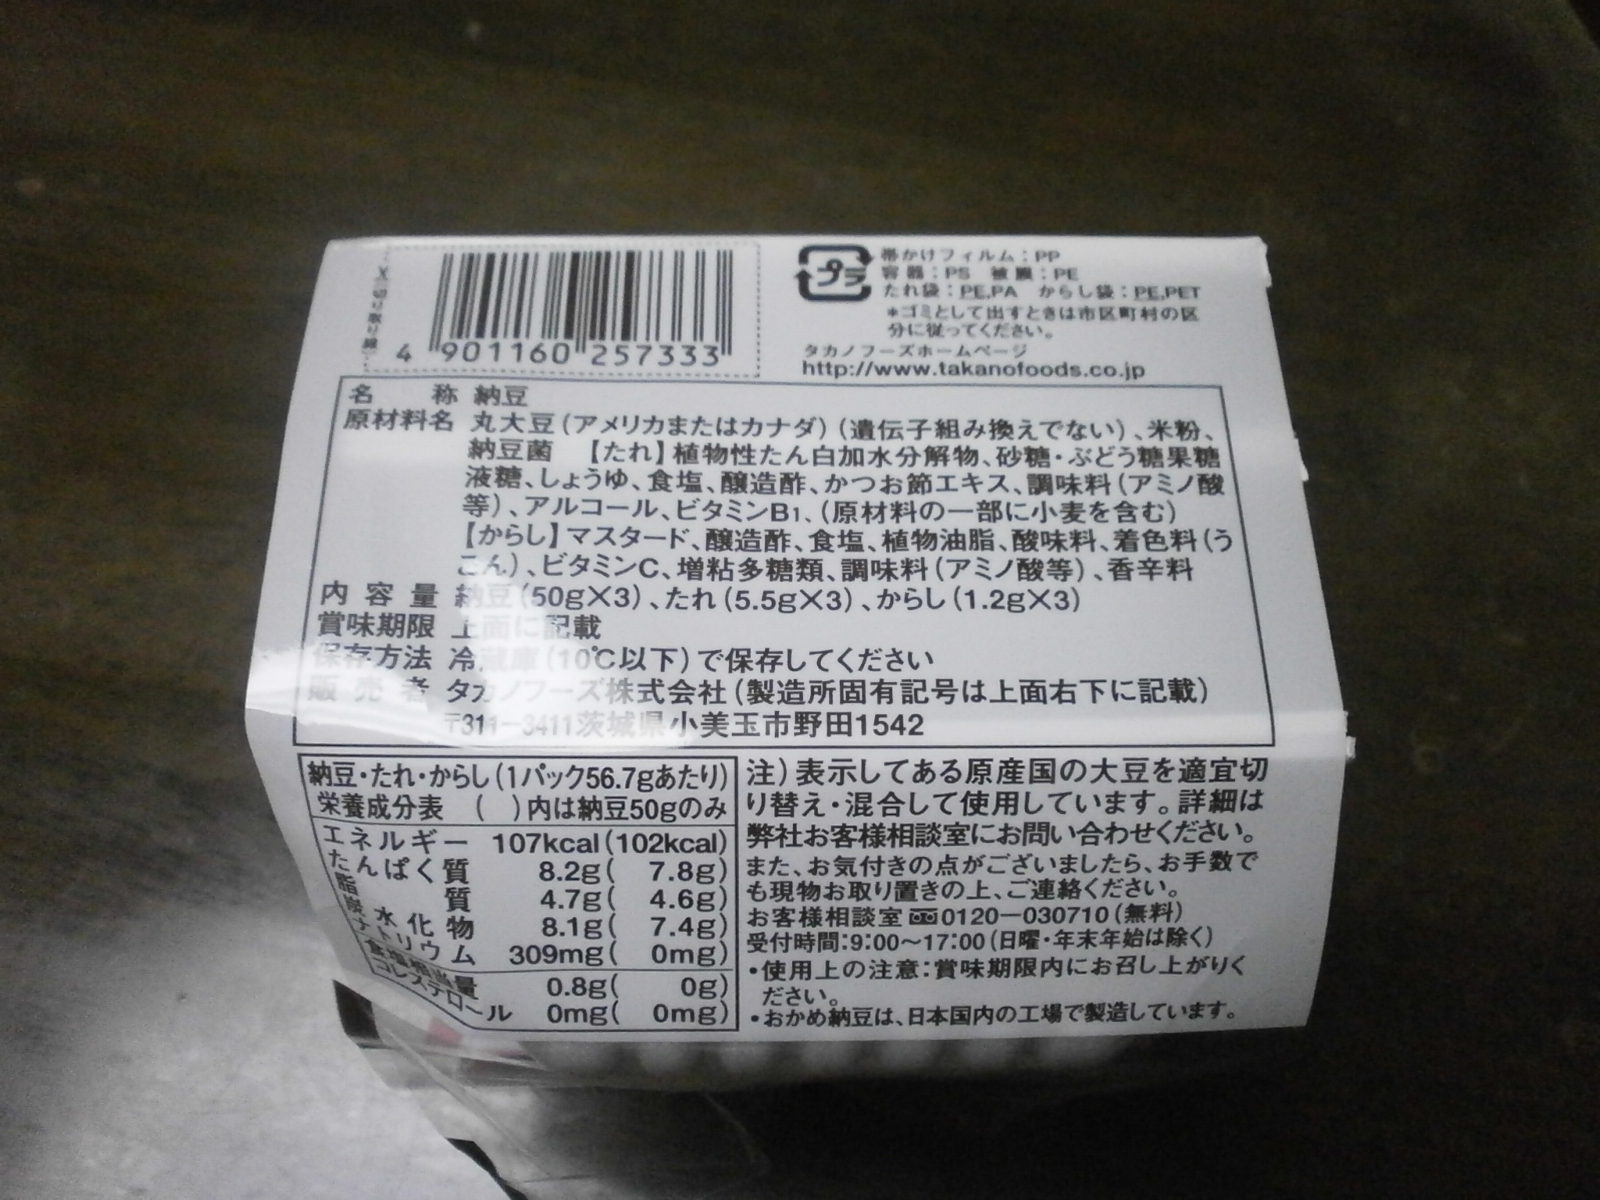 (切り取り線)
4 901160 257333
プラ
帯かけフィルム：PP
容器：PS 被膜：PE
たれ袋：PE,PA からし袋：PE,PET
*ゴミとして出すときは市区町村の区
分に従ってください。
タカノフーズホームページ
http://www.takanofoods.co.jp
名称 納豆
原材料名 丸大豆(アメリカまたはカナダ)(遺伝子組み換えでない)、米粉、
納豆菌 【たれ】植物性たん白加水分解物、砂糖・ぶどう糖果糖
液糖、しょうゆ、食塩、醸造酢、かつお節エキス、調味料(アミノ酸
等)、アルコール、ビタミンB1、(原材料の一部に小麦を含む)
【からし】マスタード、醸造酢、食塩、植物油脂、酸味料、着色料(う
こん)、ビタミンC、増粘多糖類、調味料(アミノ酸等)、香辛料
内容量 納豆(50g×3)、たれ(5.5g×3)、からし(1.2g×3)
賞味期限 上面に記載
保存方法 冷蔵庫(10℃以下)で保存してください
販売者 タカノフーズ株式会社(製造所固有記号は上面右下に記載)
〒311-3411茨城県小美玉市野田1542
納豆・たれ・からし(1パック56.7gあたり)
栄養成分表 ( )内は納豆50gのみ
エネルギー 107kcal(102kcal)
たんぱく質 8.2g( 7.8g)
脂質 4.7g( 4.6g)
炭水化物 8.1g( 7.4g)
ナトリウム 309mg( 0mg)
食塩相当量 0.8g( 0g)
コレステロール 0mg( 0mg)
注)表示してある原産国の大豆を適宜切
り替え・混合して使用しています。詳細は
弊社お客様相談室にお問い合わせください。
また、お気付きの点がございましたら、お手数で
も現物お取り置きの上、ご連絡ください。
お客様相談室 0120-030710(無料)
受付時間:9:00〜17:00(日曜・年末年始は除く)
・使用上の注意：賞味期限内にお召し上がりく
ださい。
・おかめ納豆は、日本国内の工場で製造しています。